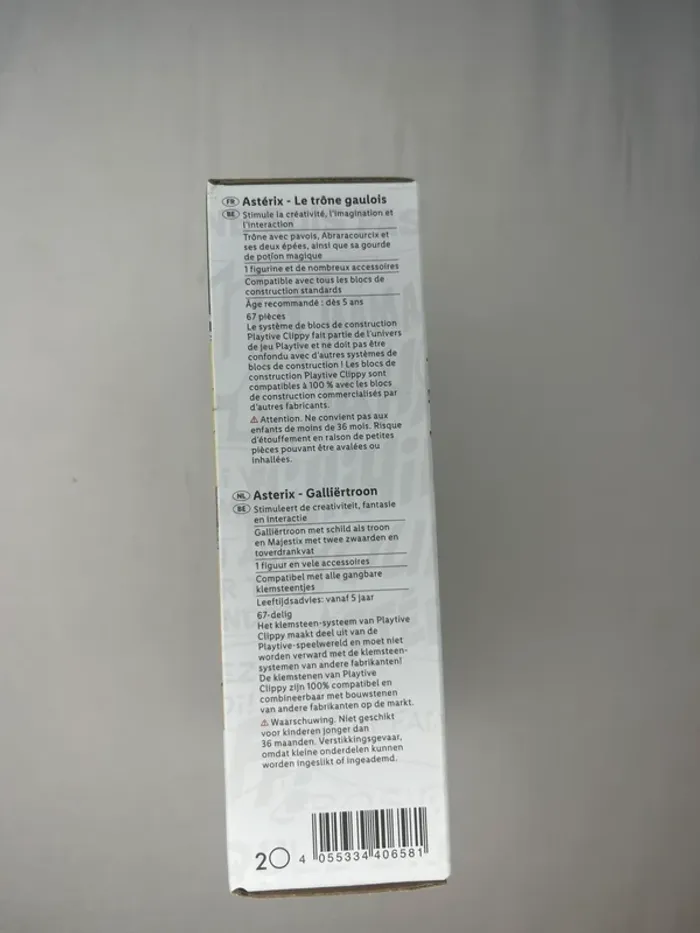 FR Astérix - Le trône gaulois
BE Stimule la créativité, l'imagination et
l'interaction
Trône avec pavois, Abraracourcix et
ses deux épées, ainsi que sa gourde
de potion magique
1 figurine et de nombreux accessoires
Compatible avec tous les blocs de
construction standards
Âge recommandé : dès 5 ans
67 pièces
Le système de blocs de construction
Playtive Clippy fait partie de l'univers
de jeu Playtive et ne doit pas être
confondu avec d'autres systèmes de
blocs de construction ! Les blocs de
construction Playtive Clippy sont
compatibles à 100 % avec les blocs
de construction commercialisés par
d'autres fabricants.
⚠ Attention. Ne convient pas aux
enfants de moins de 36 mois. Risque
d'étouffement en raison de petites
pièces pouvant être avalées ou
inhallées.
NL Asterix - Galliërtroon
BE Stimuleert de creativiteit, fantasie
en interactie
Galliërtroon met schild als troon
en Majestix met twee zwaarden en
toverdrankvat
1 figuur en vele accessoires
Compatibel met alle gangbare
klemsteentjes
Leeftijdsadvies: vanaf 5 jaar
67-delig
Het klemsteen-systeem van Playtive
Clippy maakt deel uit van de
Playtive-speelwereld en moet niet
worden verward met de klemsteen-
systemen van andere fabrikanten!
De klemstenen van Playtive
Clippy zijn 100% compatibel en
combineerbaar met bouwstenen
van andere fabrikanten op de markt.
⚠ Waarschuwing. Niet geschikt
voor kinderen jonger dan
36 maanden. Verstikkingsgevaar,
omdat kleine onderdelen kunnen
worden ingeslikt of ingeademd.
20 4 055334 406581